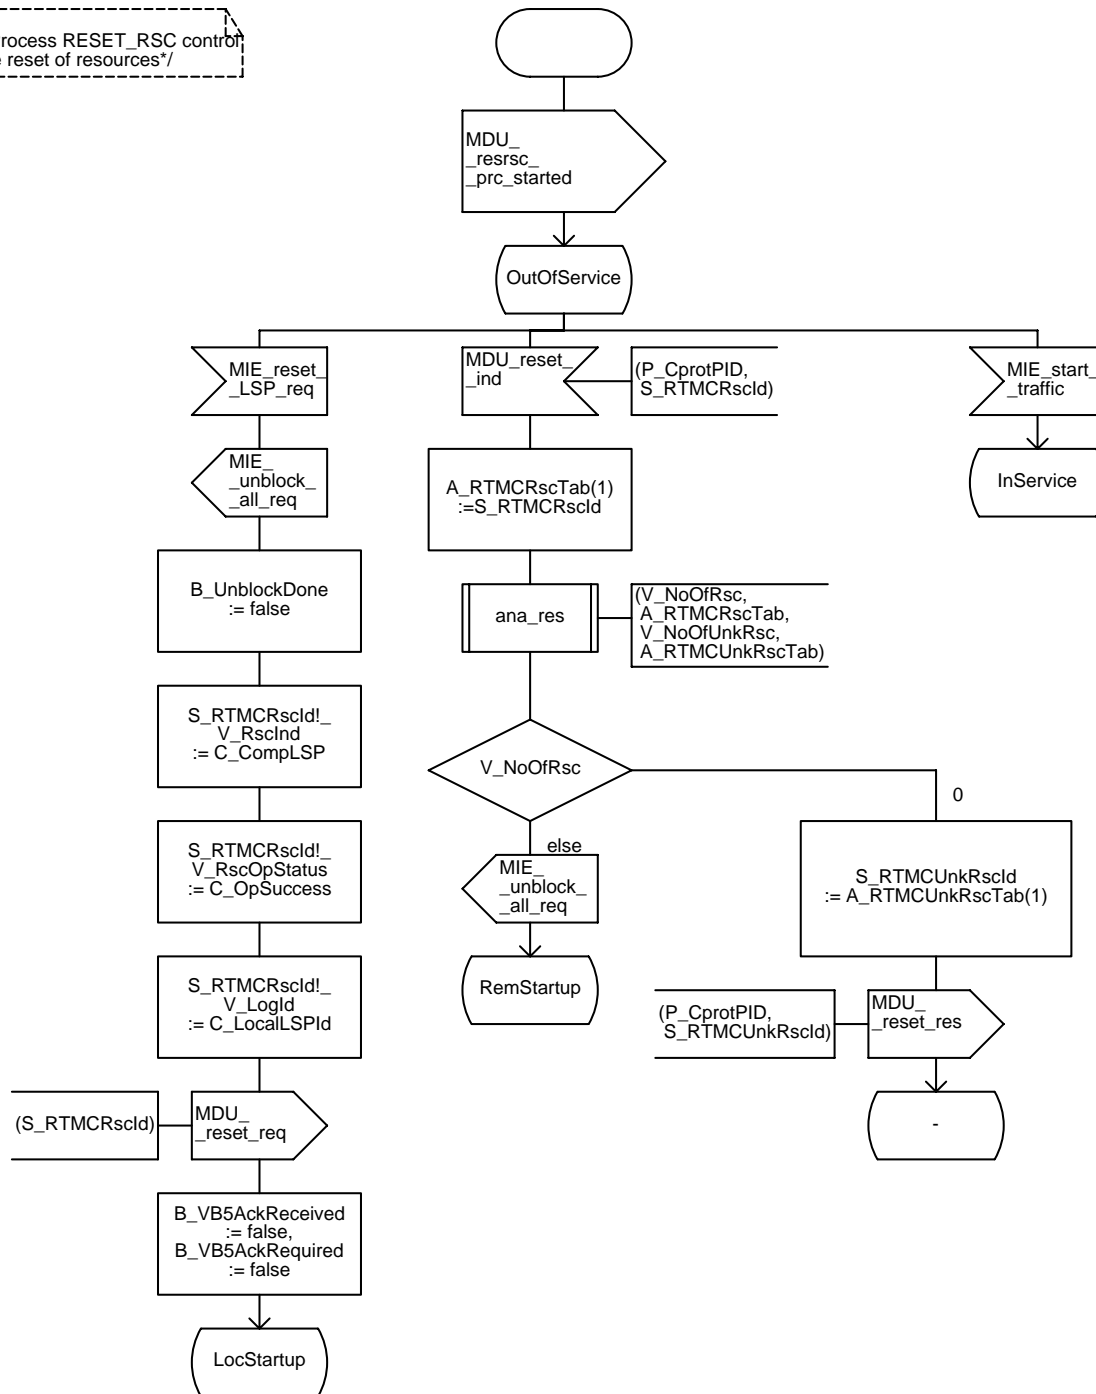 rocess RESET_RSC control
reset of resources*/
MDU_
_resrsc_
_prc_started
OutOfService
MIE_reset_
_LSP_req
MDU_reset_
_ind
(P_CprotPID,
S_RTMCRscId)
MIE_start_
_traffic
MIE_
_unblock_
_all_req
A_RTMCRscTab(1)
:=S_RTMCRscId
InService
B_UnblockDone
:= false
ana_res
(V_NoOfRsc,
A_RTMCRscTab,
V_NoOfUnkRsc,
A_RTMCUnkRscTab)
S_RTMCRscId!_
V_RscInd
:= C_CompLSP
V_NoOfRsc
0
else
S_RTMCRscId!_
V_RscOpStatus
:= C_OpSuccess
MIE_
_unblock_
_all_req
S_RTMCUnkRscId
:= A_RTMCUnkRscTab(1)
S_RTMCRscId!_
V_LogId
:= C_LocalLSPId
RemStartup
(P_CprotPID,
S_RTMCUnkRscId)
MDU_
_reset_res
(S_RTMCRscId)
MDU_
_reset_req
-
B_VB5AckReceived
:= false,
B_VB5AckRequired
:= false
LocStartup